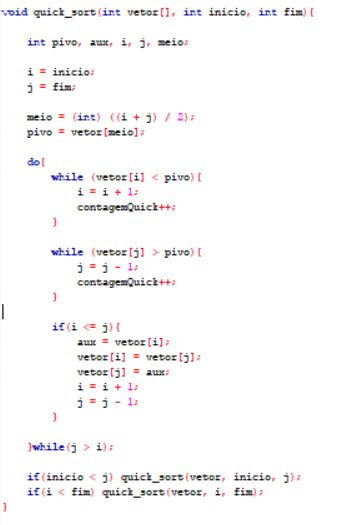 void quick_sort(int vetor[], int inicio, int fim){
int pivo, aux, i, j, meio;
i = inicio;
j = fim;
meio = (int) ((i + j) / 2);
pivo = vetor[meio];
do{
while (vetor[i] < pivo){
i = i + 1;
contagemQuick++;
}
while (vetor[j] > pivo){
j = j - 1;
contagemQuick++;
}
if(i <= j){
aux = vetor[i];
vetor[i] = vetor[j];
vetor[j] = aux;
i = i + 1;
j = j - 1;
}
}while(j > i);
if(inicio < j) quick_sort(vetor, inicio, j);
if(i < fim) quick_sort(vetor, i, fim);
}